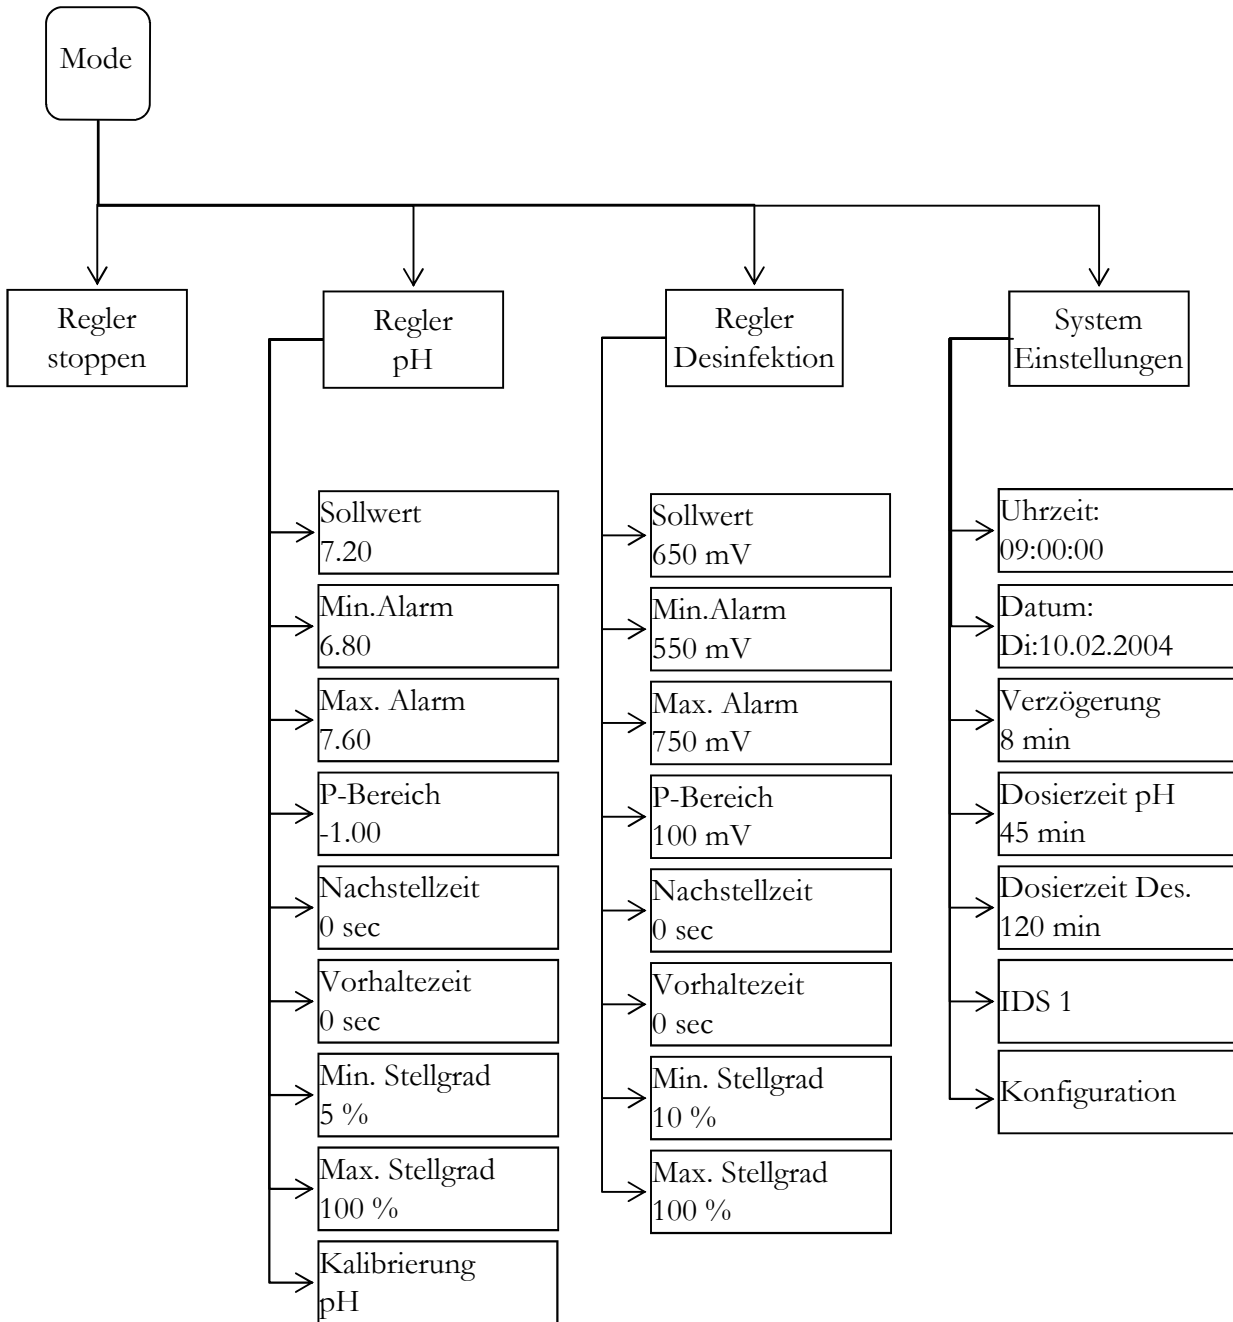 Mode
Regler
stoppen
Regler
pH
Regler
Desinfektion
System
Einstellungen
Sollwert
7.20
Min.Alarm
6.80
Max. Alarm
7.60
P-Bereich
-1.00
Nachstellzeit
0 sec
Vorhaltezeit
0 sec
Min. Stellgrad
5 %
Max. Stellgrad
100 %
Kalibrierung
pH
Sollwert
650 mV
Min.Alarm
550 mV
Max. Alarm
750 mV
P-Bereich
100 mV
Nachstellzeit
0 sec
Vorhaltezeit
0 sec
Min. Stellgrad
10 %
Max. Stellgrad
100 %
Uhrzeit:
09:00:00
Datum:
Di:10.02.2004
Verzögerung
8 min
Dosierzeit pH
45 min
Dosierzeit Des.
120 min
IDS 1
Konfiguration